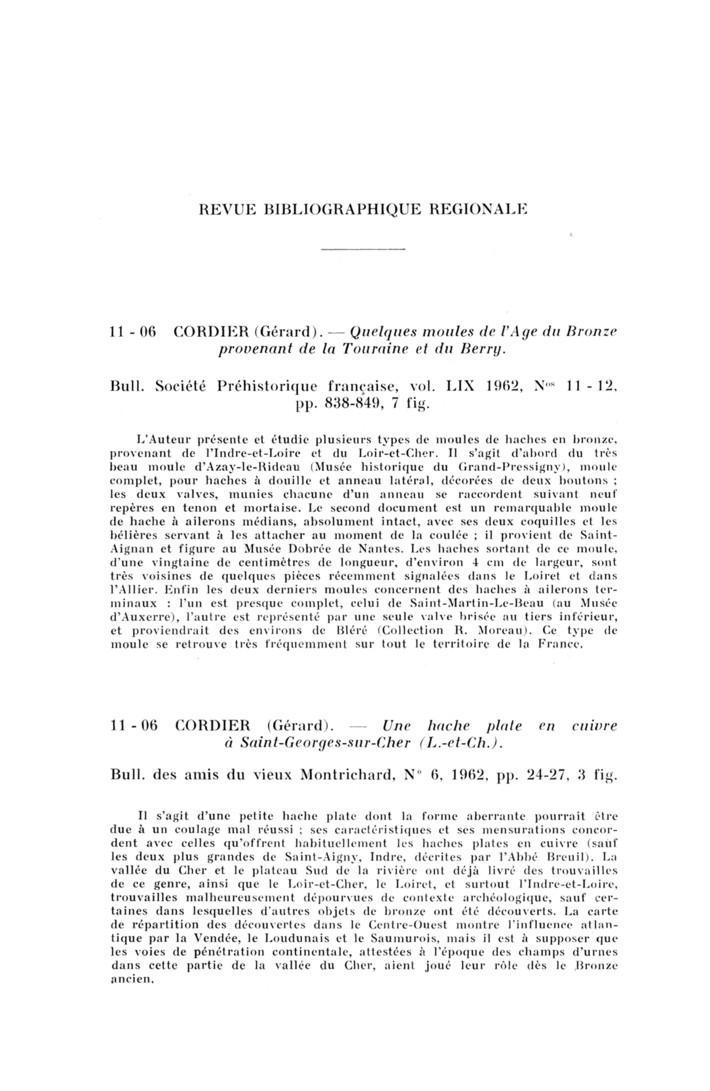 REVUE BIBLIOGRAPHIQUE REGIONALE
11 - 06 CORDIER (Gérard). — Quelques moules de l'Age du Bronze
provenant de la Touraine et du Berry.
Bull. Société Préhistorique française, vol. LIX 1962, Nos 11 - 12,
pp. 838-849, 7 fig.
L'Auteur présente et étudie plusieurs types de moules de haches en bronze,
provenant de l'Indre-et-Loire et du Loir-et-Cher. Il s'agit d'abord du très
beau moule d'Azay-le-Rideau (Musée historique du Grand-Pressigny), moule
complet, pour haches à douille et anneau latéral, décorées de deux boutons ;
les deux valves, munies chacune d'un anneau se raccordent suivant neuf
repères en tenon et mortaise. Le second document est un remarquable moule
de hache à ailerons médians, absolument intact, avec ses deux coquilles et les
bélières servant à les attacher au moment de la coulée ; il provient de Saint-
Aignan et figure au Musée Dobrée de Nantes. Les haches sortant de ce moule,
d'une vingtaine de centimètres de longueur, d'environ 4 cm de largeur, sont
très voisines de quelques pièces récemment signalées dans le Loiret et dans
l'Allier. Enfin les deux derniers moules concernent des haches à ailerons ter-
minaux : l'un est presque complet, celui de Saint-Martin-Le-Beau (au Musée
d'Auxerre), l'autre est représenté par une seule valve brisée au tiers inférieur,
et proviendrait des environs de Bléré (Collection R. Moreau). Ce type de
moule se retrouve très fréquemment sur tout le territoire de la France.
11 - 06 CORDIER (Gérard). — Une hache plate en cuivre
à Saint-Georges-sur-Cher (L.-et-Ch.).
Bull. des amis du vieux Montrichard, N° 6, 1962, pp. 24-27, 3 fig.
Il s'agit d'une petite hache plate dont la forme aberrante pourrait être
due à un coulage mal réussi ; ses caractéristiques et ses mensurations concor-
dent avec celles qu'offrent habituellement les haches plates en cuivre (sauf
les deux plus grandes de Saint-Aigny, Indre, décrites par l'Abbé Breuil). La
vallée du Cher et le plateau Sud de la rivière ont déjà livré des trouvailles
de ce genre, ainsi que le Loir-et-Cher, le Loiret, et surtout l'Indre-et-Loire,
trouvailles malheureusement dépourvues de contexte archéologique, sauf cer-
taines dans lesquelles d'autres objets de bronze ont été découverts. La carte
de répartition des découvertes dans le Centre-Ouest montre l'influence atlan-
tique par la Vendée, le Loudunais et le Saumurois, mais il est à supposer que
les voies de pénétration continentale, attestées à l'époque des champs d'urnes
dans cette partie de la vallée du Cher, aient joué leur rôle dès le Bronze
ancien.